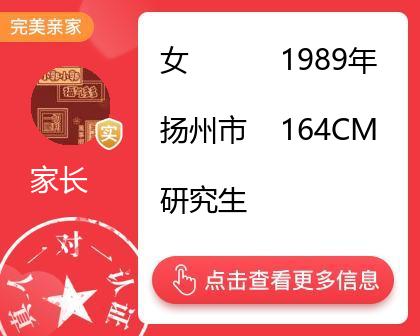 完美亲家
女 1989年
扬州市 164CM
研究生
实
家长
点击查看更多信息
真人一对一认证